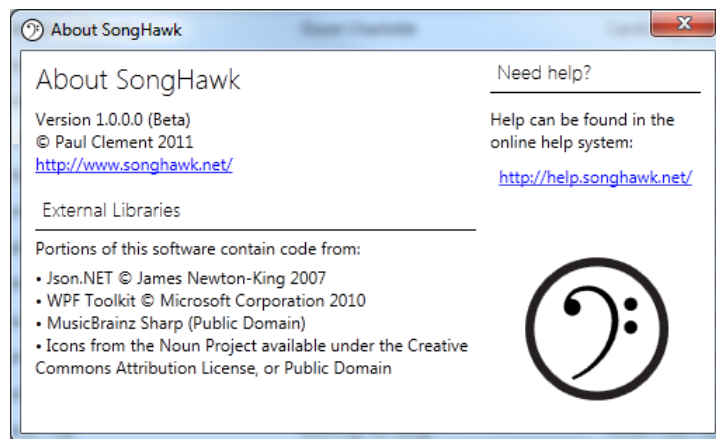 About SongHawk
About SongHawk
Version 1.0.0.0 (Beta)
© Paul Clement 2011
http://www.songhawk.net/
External Libraries
Portions of this software contain code from:
• Json.NET © James Newton-King 2007
• WPF Toolkit © Microsoft Corporation 2010
• MusicBrainz Sharp (Public Domain)
• Icons from the Noun Project available under the Creative
Commons Attribution License, or Public Domain
Need help?
Help can be found in the
online help system:
http://help.songhawk.net/